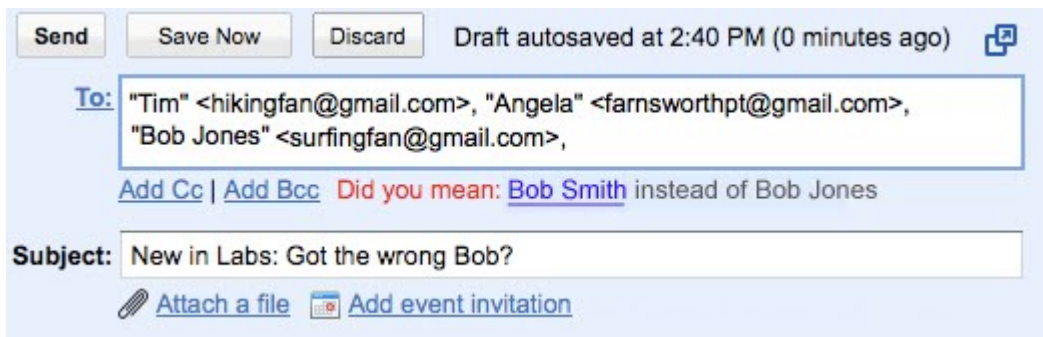 Send Save Now Discard Draft autosaved at 2:40 PM (0 minutes ago)
To: "Tim" <hikingfan@gmail.com>, "Angela" <farnsworthpt@gmail.com>,
"Bob Jones" <surfingfan@gmail.com>,
Add Cc | Add Bcc Did you mean: Bob Smith instead of Bob Jones
Subject: New in Labs: Got the wrong Bob?
Attach a file Add event invitation